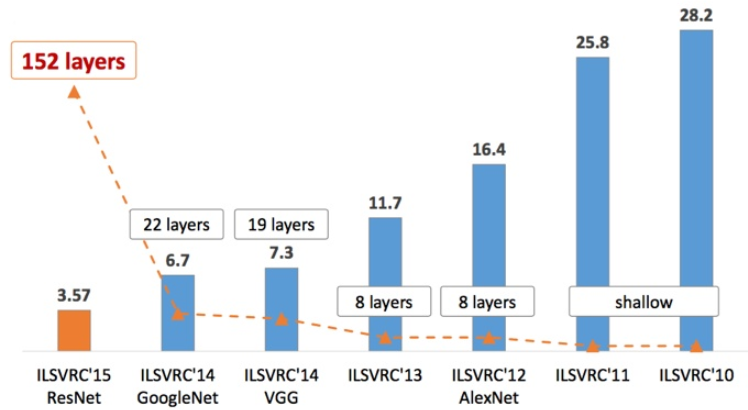 28.2
25.8
152 layers
16.4
11.7
22 layers
19 layers
6.7
7.3
3.57
8 layers
8 layers
shallow
ILSVRC'15
ResNet
ILSVRC'14
GoogleNet
ILSVRC'14
VGG
ILSVRC'13
ILSVRC'12
AlexNet
ILSVRC'11
ILSVRC'10